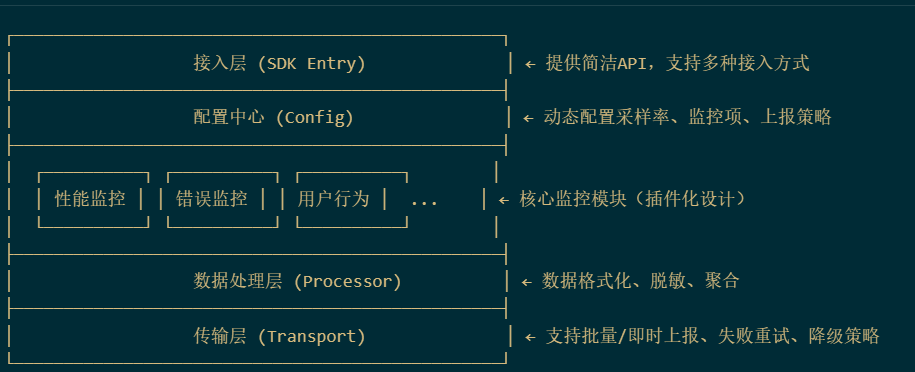 接入层 (SDK Entry) ← 提供简洁API，支持多种接入方式
配置中心 (Config) ← 动态配置采样率、监控项、上报策略
性能监控 错误监控 用户行为 ... ← 核心监控模块（插件化设计）
数据处理层 (Processor) ← 数据格式化、脱敏、聚合
传输层 (Transport) ← 支持批量/即时上报、失败重试、降级策略